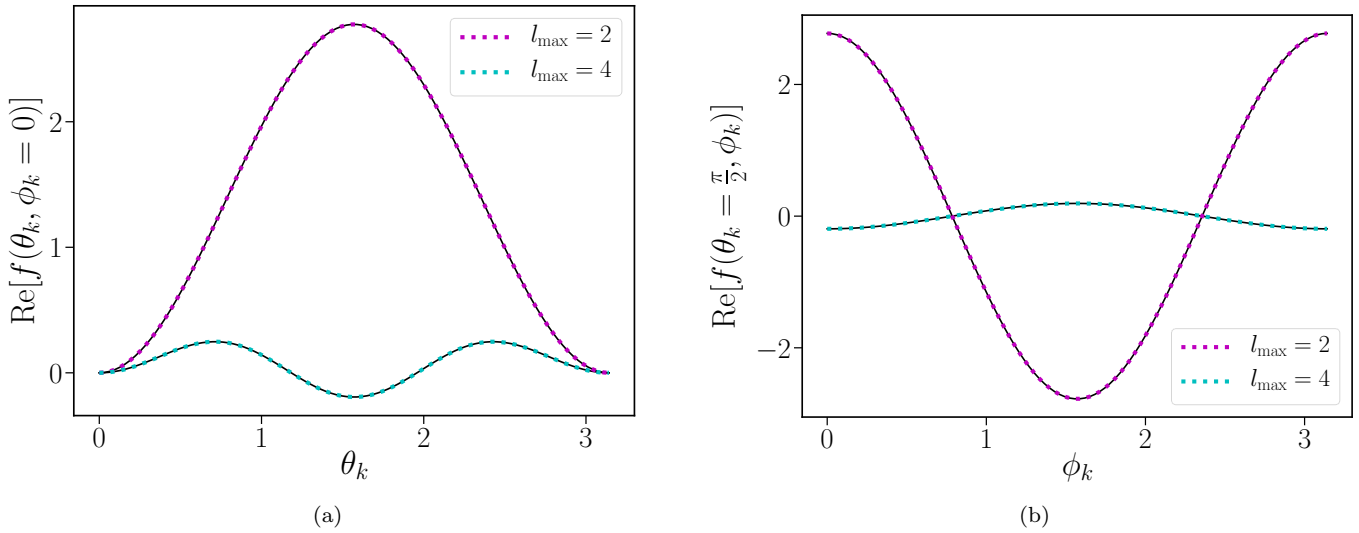 Re[f(θ_k, ϕ_k = 0)]
2
1
0
l_max = 2
l_max = 4
0 1 2 3
θ_k
(a)
Re[f(θ_k = π/2, ϕ_k)]
2
0
−2
l_max = 2
l_max = 4
0 1 2 3
ϕ_k
(b)